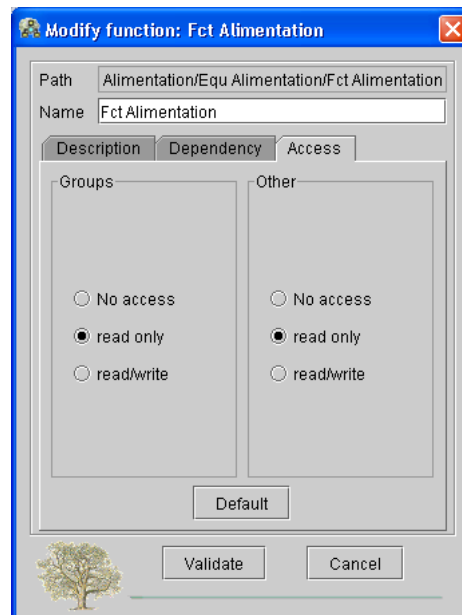 Modify function: Fct Alimentation
Path Alimentation/Equ Alimentation/Fct Alimentation
Name Fct Alimentation
Description Dependency Access
Groups Other
No access No access
read only read only
read/write read/write
Default
Validate Cancel